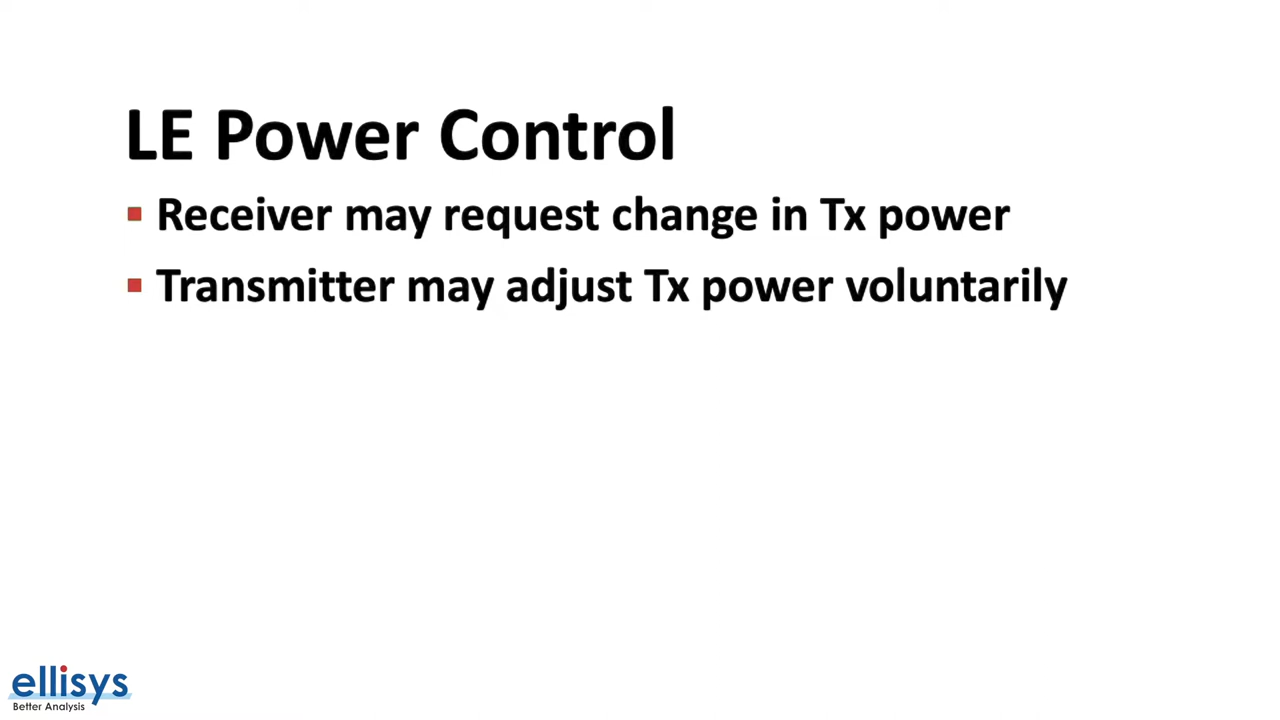 LE Power Control
Receiver may request change in Tx power
Transmitter may adjust Tx power voluntarily
ellisys
Better Analysis